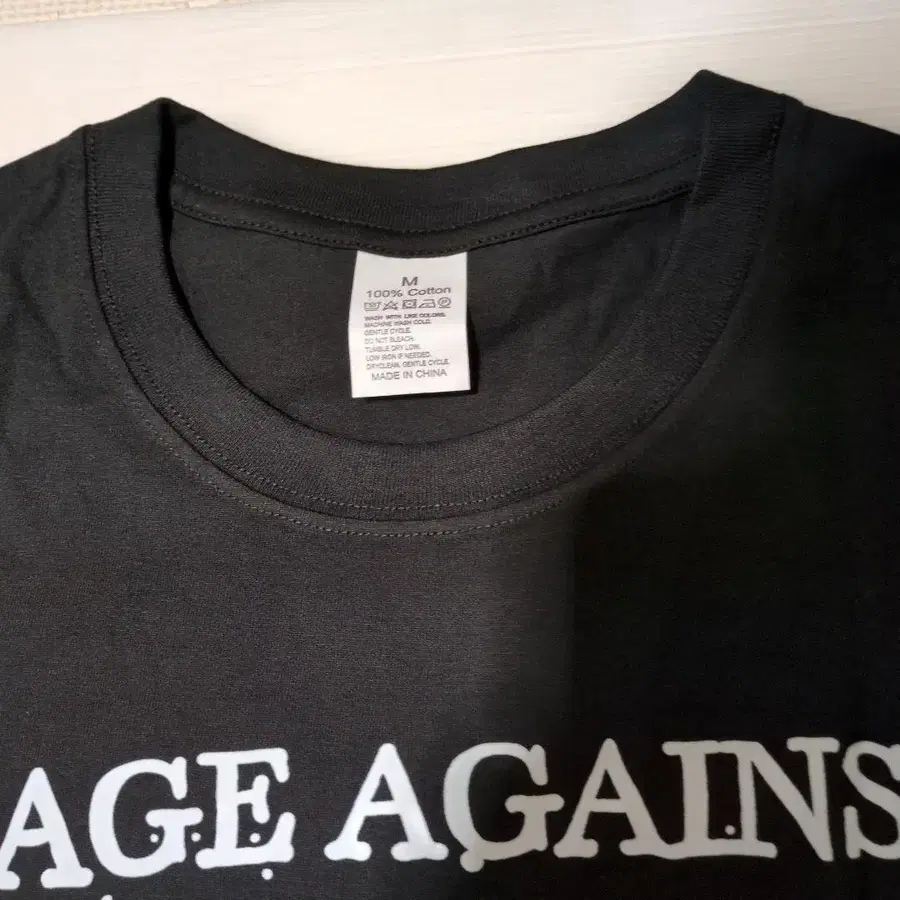 M
100% Cotton
WASH WITH LIKE COLORS.
MACHINE WASH COLD.
GENTLE CYCLE.
DO NOT BLEACH.
TUMBLE DRY LOW.
LOW IRON IF NEEDED.
DRYCLEAN, GENTLE CYCLE.
MADE IN CHINA
AGE AGAINS